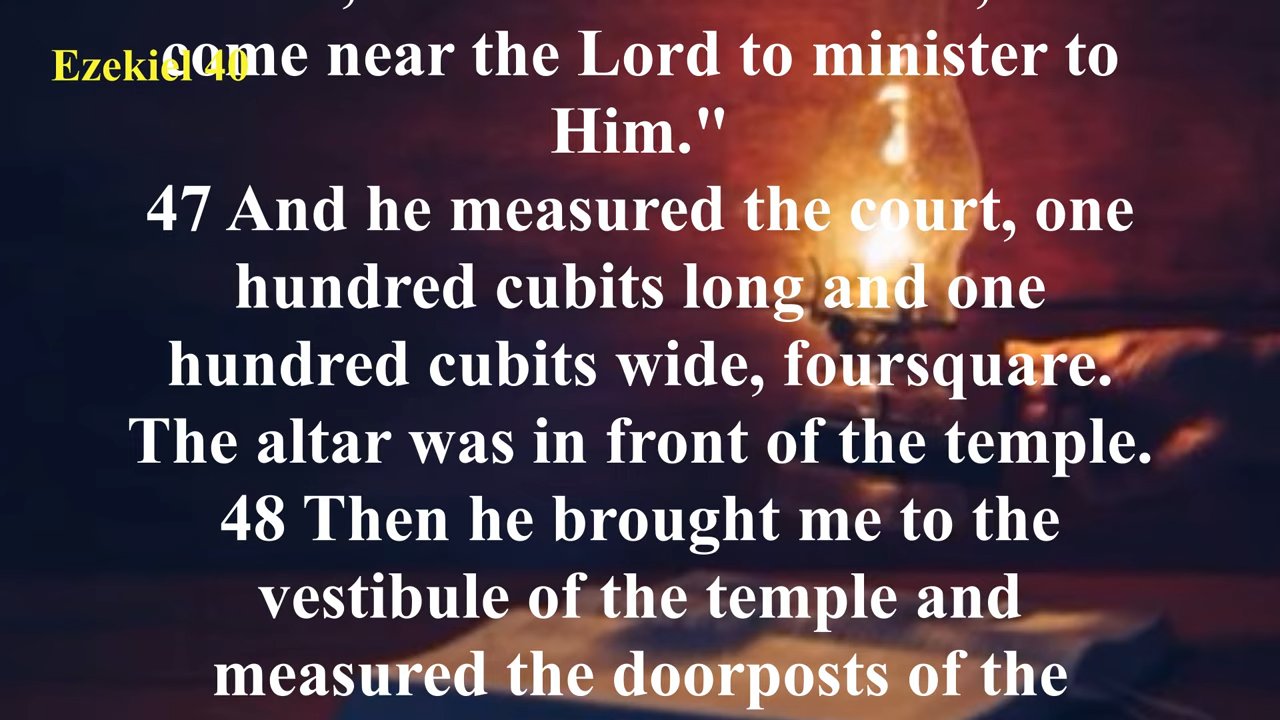 Ezekiel 40
come near the Lord to minister to
Him."
47 And he measured the court, one
hundred cubits long and one
hundred cubits wide, foursquare.
The altar was in front of the temple.
48 Then he brought me to the
vestibule of the temple and
measured the doorposts of the